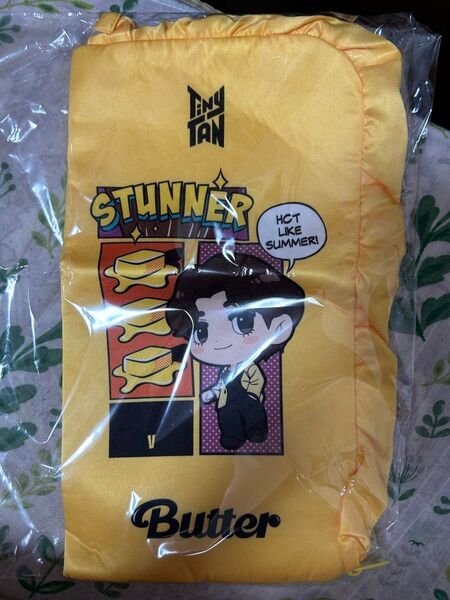 TINY
TAN
STUNNER
HOT
LIKE
SUMMER!
V
Butter